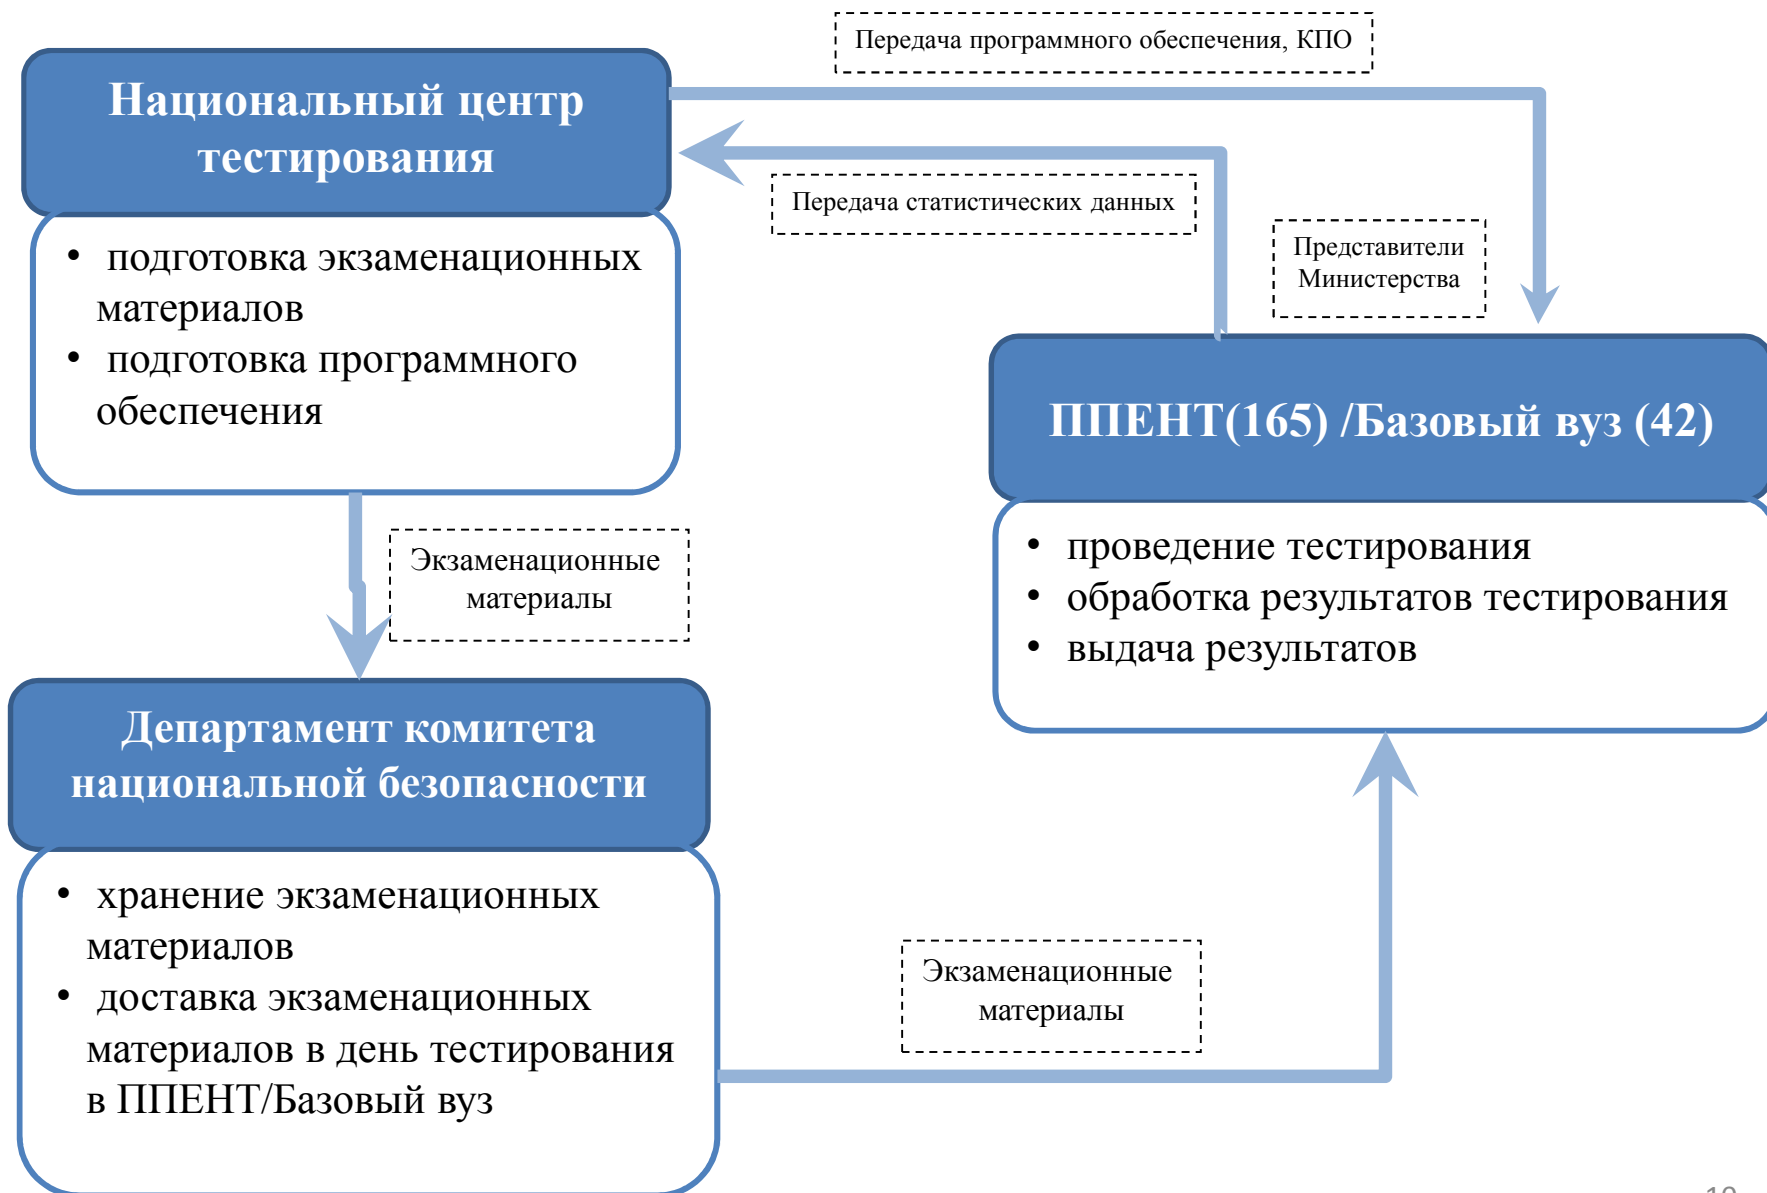 Передача программного обеспечения, КПО
Национальный центр
тестирования
Передача статистических данных
Представители
Министерства
• подготовка экзаменационных
материалов
• подготовка программного
обеспечения
ППЕНТ(165) /Базовый вуз (42)
• проведение тестирования
• обработка результатов тестирования
• выдача результатов
Экзаменационные
материалы
Департамент комитета
национальной безопасности
• хранение экзаменационных
материалов
• доставка экзаменационных
материалов в день тестирования
в ППЕНТ/Базовый вуз
Экзаменационные
материалы